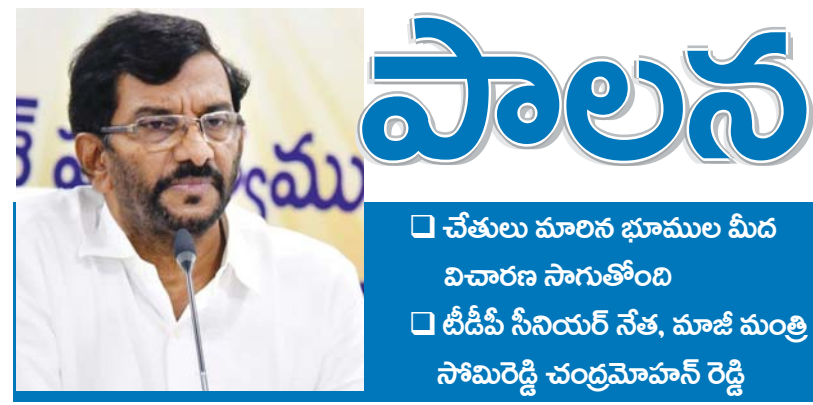 పాలన
❑ చేతులు మారిన భూముల మీద
విచారణ సాగుతోంది
❑ టీడీపీ సీనియర్ నేత, మాజీ మంత్రి
సోమిరెడ్డి చంద్రమోహన్ రెడ్డి